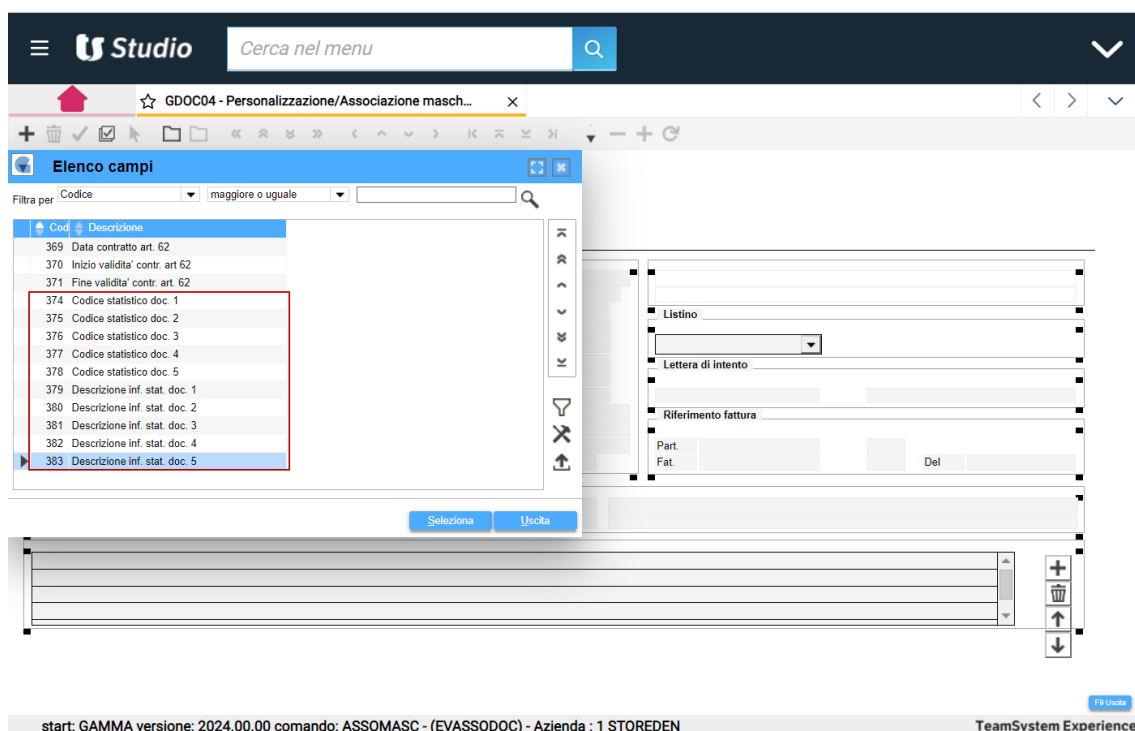 ts Studio
Cerca nel menu
GDOC04 - Personalizzazione/Associazione masch...
Elenco campi
Filtra per Codice maggiore o uguale
Cod Descrizione
369 Data contratto art. 62
370 Inizio validita' contr. art 62
371 Fine validita' contr. art. 62
374 Codice statistico doc. 1
375 Codice statistico doc. 2
376 Codice statistico doc. 3
377 Codice statistico doc. 4
378 Codice statistico doc. 5
379 Descrizione inf. stat. doc. 1
380 Descrizione inf. stat. doc. 2
381 Descrizione inf. stat. doc. 3
382 Descrizione inf. stat. doc. 4
383 Descrizione inf. stat. doc. 5
Seleziona Uscita
Listino
Lettera di intento
Riferimento fattura
Part.
Fat. Del
F9 Uscita
start: GAMMA versione: 2024.00.00 comando: ASSOMASC - (EVASSODOC) - Azienda : 1 STOREDEN TeamSystem Experience